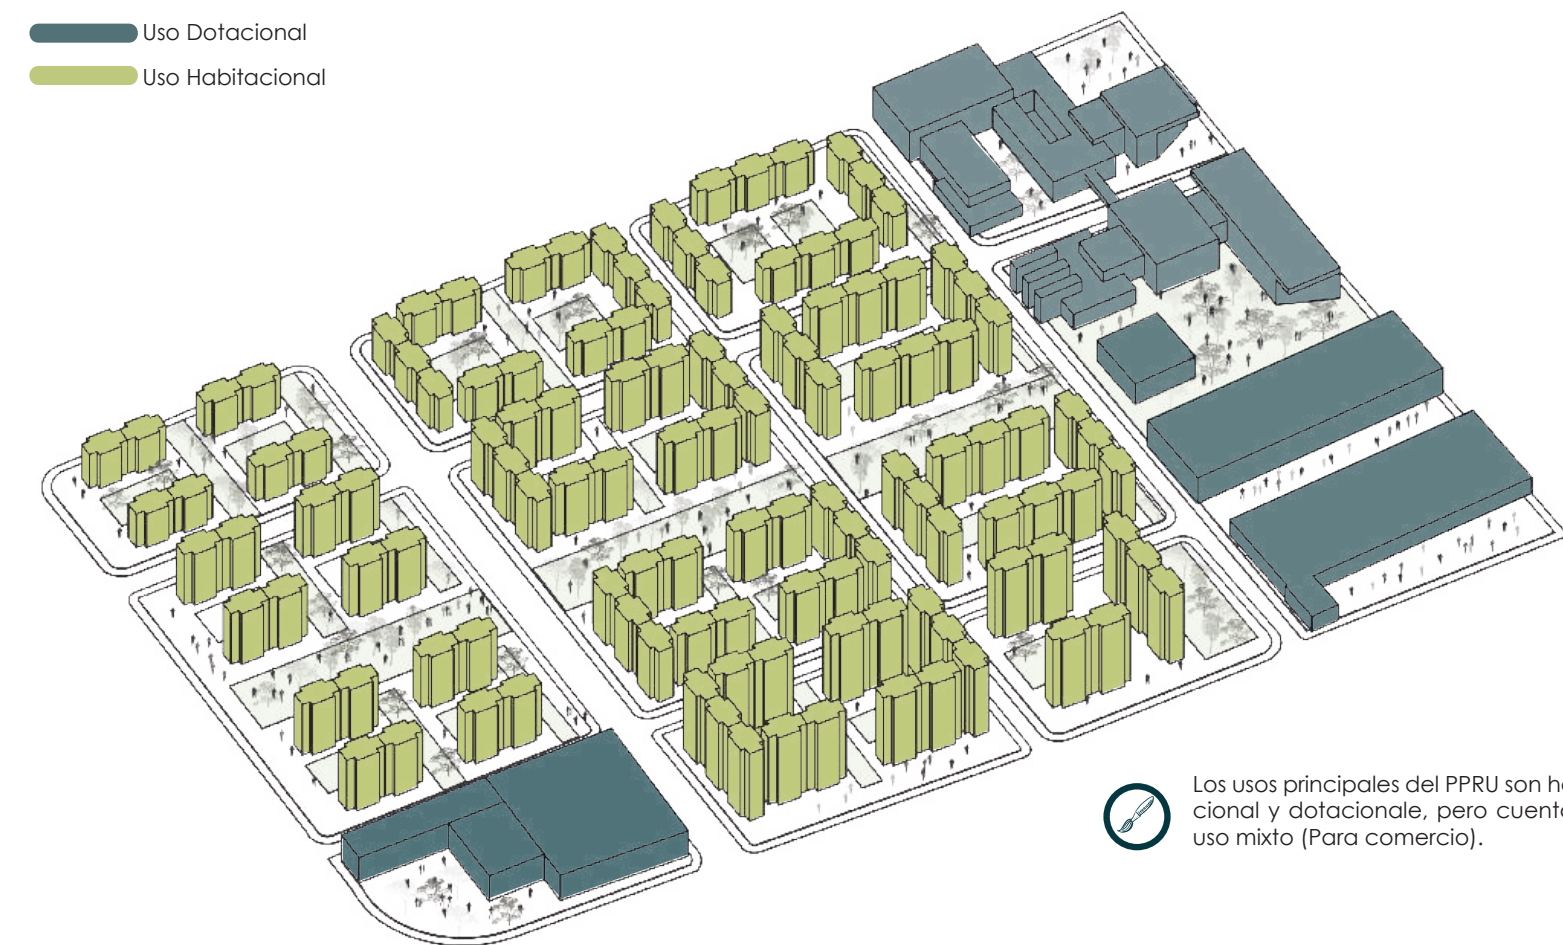 Uso Dotacional
Uso Habitacional
Los usos principales del PPRU son
cional y dotacionale, pero
uso mixto (Para comercio).